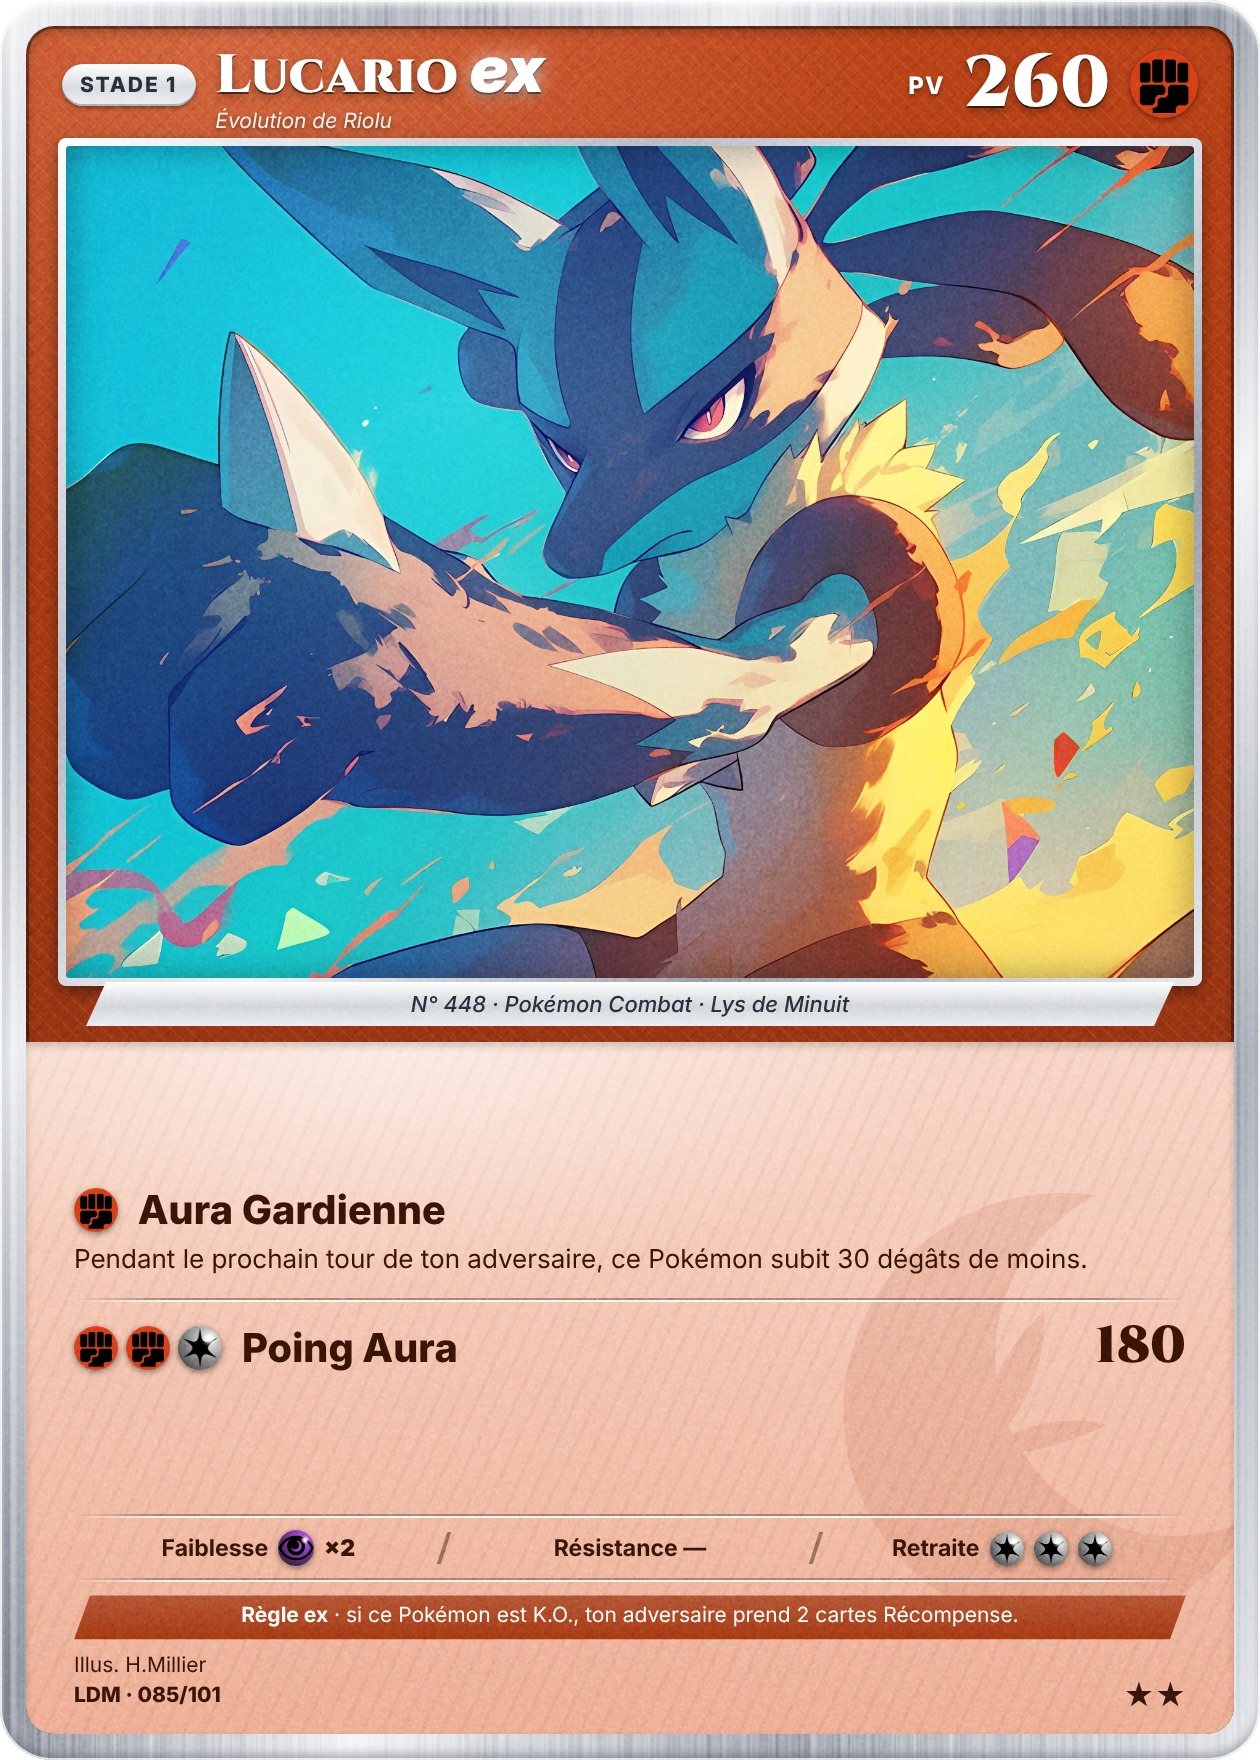 STADE 1
Lucario ex
Évolution de Riolu
PV 260
N° 448 · Pokémon Combat · Lys de Minuit
Aura Gardienne
Pendant le prochain tour de ton adversaire, ce Pokémon subit 30 dégâts de moins.
Poing Aura 180
Faiblesse ×2 / Résistance — / Retraite
Règle ex · si ce Pokémon est K.O., ton adversaire prend 2 cartes Récompense.
Illus. H.Millier
LDM · 085/101
★★